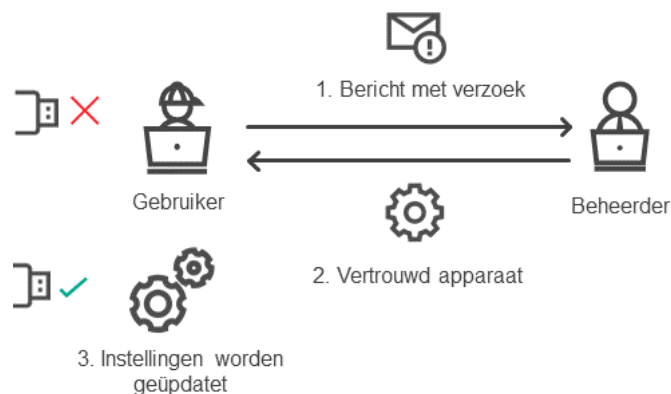 1. Bericht met verzoek
Gebruiker
Beheerder
2. Vertrouwd apparaat
3. Instellingen worden
geüpdatet